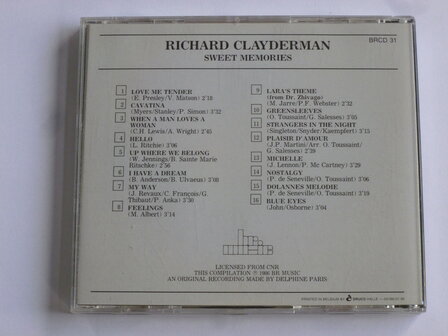 BRCD 31
RICHARD CLAYDERMAN
SWEET MEMORIES
1 LOVE ME TENDER
(E. Presley/V. Matson) 2'18
2 CAVATINA
(Myers/Stanley/P. Simon) 3'32
3 WHEN A MAN LOVES A
WOMAN
(C.H. Lewis/A. Wright) 2'45
4 HELLO
(L. Ritchie) 3'06
5 UP WHERE WE BELONG
(W. Jennings/B. Sainte Marie
Ritschke) 2'56
6 I HAVE A DREAM
(B. Anderson/B. Ulvaeus) 2'08
7 MY WAY
(J. Revaux/C. François/G.
Thibaut/P. Anka) 3'30
8 FEELINGS
(M. Albert) 3'14
9 LARA'S THEME
(from Dr. Zhivago)
(M. Jarre/P.F. Webster) 3'32
10 GREENSLEEVES
(O. Toussaint/G. Salesses) 3'05
11 STRANGERS IN THE NIGHT
(Singleton/Snyder/Kaempfert) 3'15
12 PLAISIR D'AMOUR
(J.P. Martini/Arr. O. Toussaint/G.
Salesses) 2'59
13 MICHELLE
(J. Lennon/P. Mc Cartney) 3'29
14 NOSTALGY
(P. de Senneville/O. Toussaint) 3'06
15 DOLANNES MELODIE
(P. de Senneville/O. Toussaint) 3'10
16 BLUE EYES
(John/Osborne) 3'04
LICENSED FROM CNR
THIS COMPILATION ℗ 1986 BR MUSIC
AN ORIGINAL RECORDING MADE BY DELPHINE PARIS
PRINTED IN BELGIUM BY